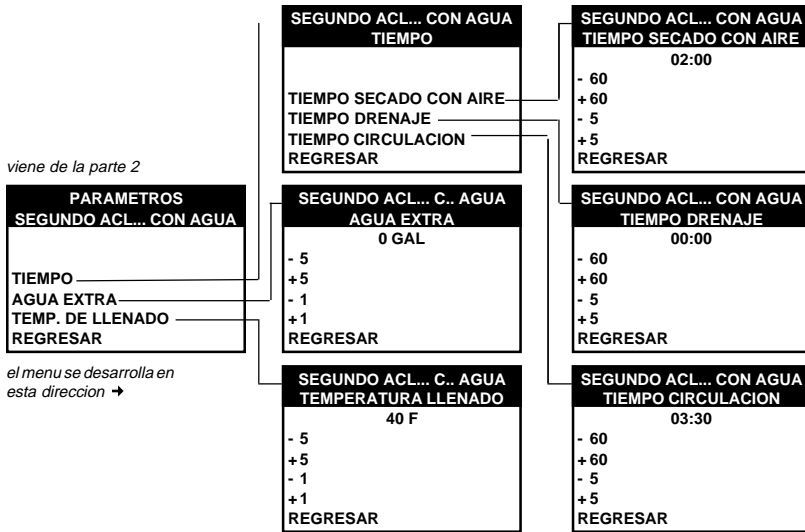 SEGUNDO ACL... CON AGUA
TIEMPO
TIEMPO SECADO CON AIRE
TIEMPO DRENAJE
TIEMPO CIRCULACION
REGRESAR
SEGUNDO ACL... CON AGUA
TIEMPO SECADO CON AIRE
02:00
- 60
+60
- 5
+5
REGRESAR
viene de la parte 2
PARAMETROS
SEGUNDO ACL... CON AGUA
TIEMPO
AGUA EXTRA
TEMP. DE LLENADO
REGRESAR
el menu se desarrolla en
esta direccion →
SEGUNDO ACL... C.. AGUA
AGUA EXTRA
0 GAL
- 5
+5
- 1
+1
REGRESAR
SEGUNDO ACL... CON AGUA
TIEMPO DRENAJE
00:00
- 60
+60
- 5
+5
REGRESAR
SEGUNDO ACL... C.. AGUA
TEMPERATURA LLENADO
40 F
- 5
+5
- 1
+1
REGRESAR
SEGUNDO ACL... CON AGUA
TIEMPO CIRCULACION
03:30
- 60
+60
- 5
+5
REGRESAR